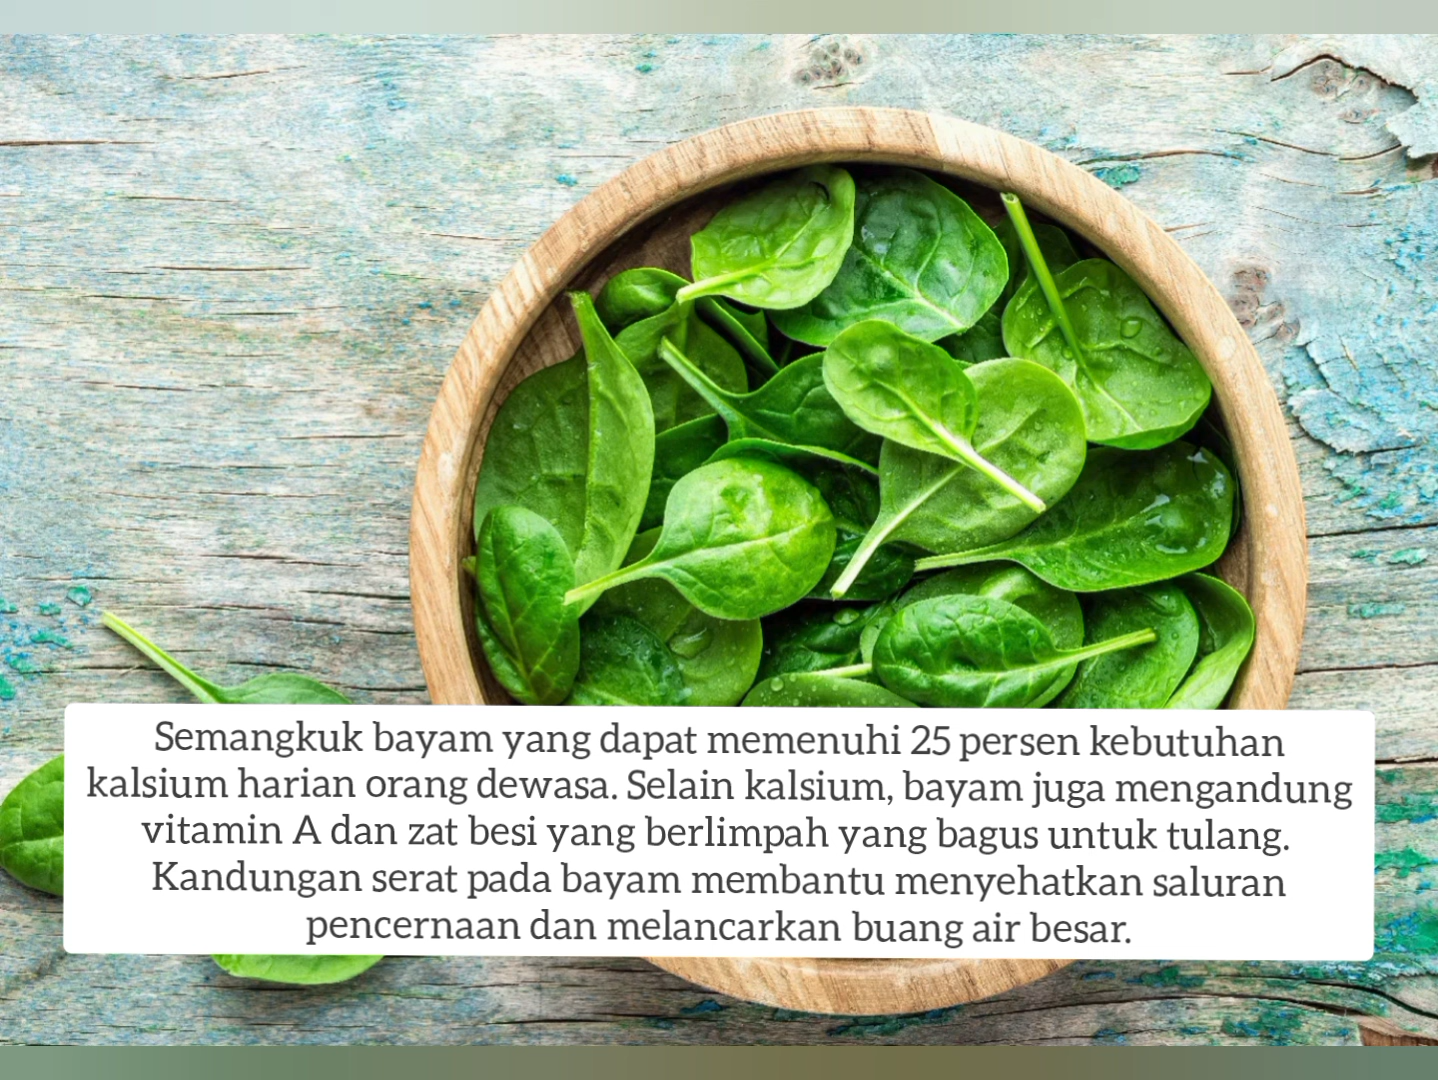 Semangkuk bayam yang dapat memenuhi 25 persen kebutuhan
kalsium harian orang dewasa. Selain kalsium, bayam juga mengandung
vitamin A dan zat besi yang berlimpah yang bagus untuk tulang.
Kandungan serat pada bayam membantu menyehatkan saluran
pencernaan dan melancarkan buang air besar.